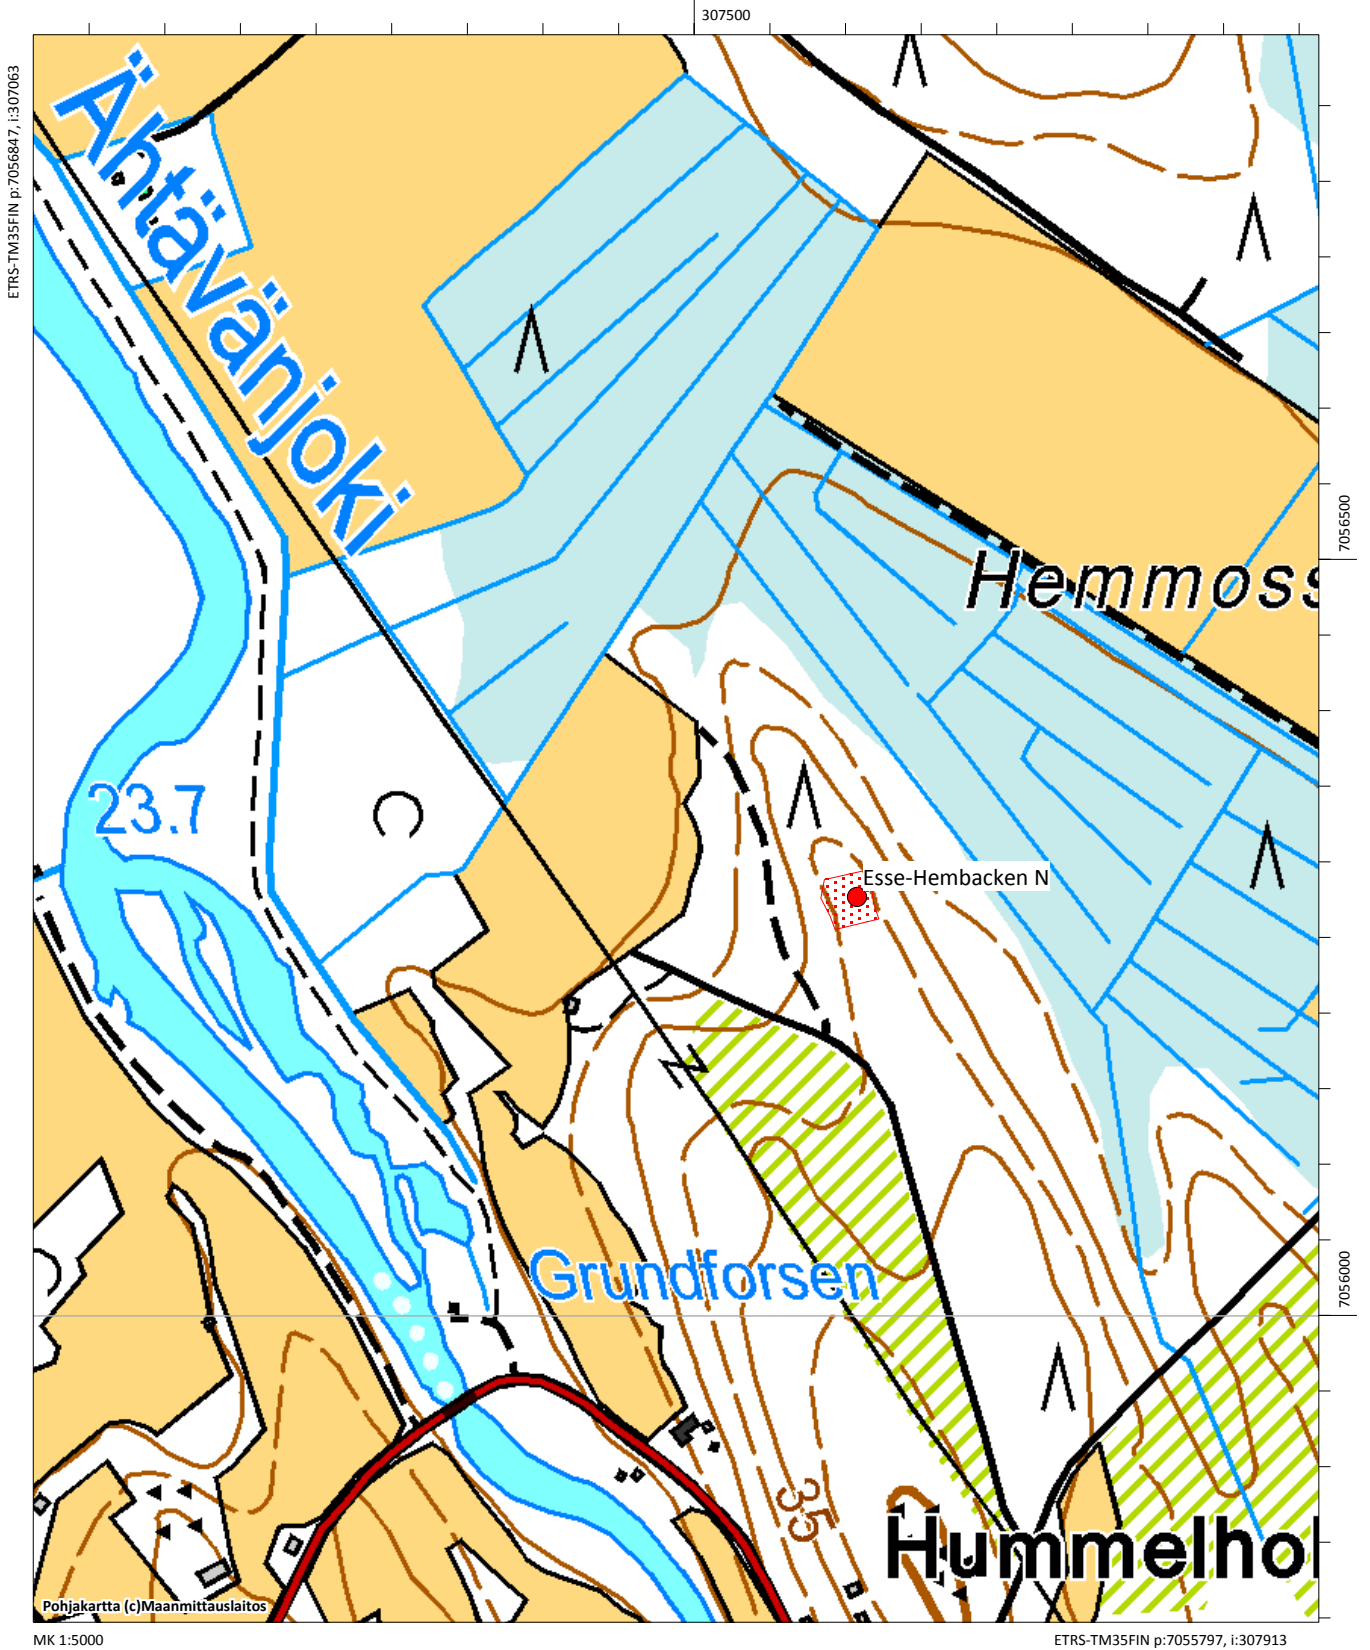 307500
ETRS-TM35FIN p:7056847, i:307063
Ähtävänjoki
7056500
Hemmoss
23.7
Esse-Hembacken N
Grundforsen
7056000
35
Hummelhol
Pohjakartta (c)Maanmittauslaitos
MK 1:5000
ETRS-TM35FIN p:7055797, i:307913